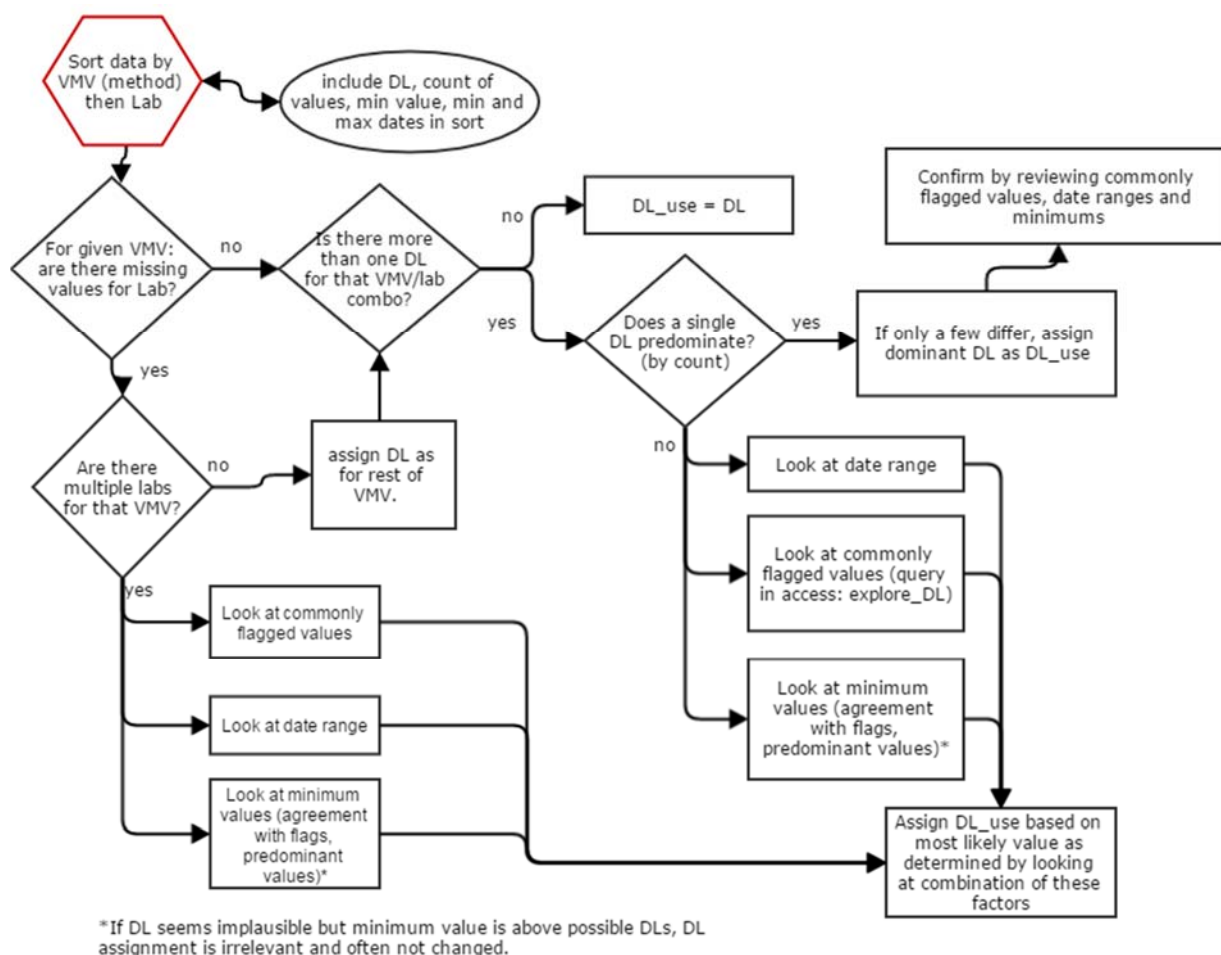 Sort data by
VMV (method)
then Lab
include DL, count of
values, min value, min and
max dates in sort
For given VMV:
are there missing
values for Lab?
no
Is there more
than one DL
for that VMV/lab
combo?
no
DL_use = DL
Confirm by reviewing commonly
flagged values, date ranges and
minimums
yes
Does a single
DL predominate?
(by count)
yes
If only a few differ, assign
dominant DL as DL_use
yes
Are there
multiple labs
for that VMV?
no
assign DL as
for rest of
VMV.
no
Look at date range
Look at commonly
flagged values (query
in access: explore_DL)
Look at minimum
values (agreement
with flags,
predominant values)*
yes
Look at commonly
flagged values
Look at date range
Look at minimum
values (agreement
with flags,
predominant
values)*
Assign DL_use based on
most likely value as
determined by looking
at combination of these
factors
*If DL seems implausible but minimum value is above possible DLs, DL
assignment is irrelevant and often not changed.